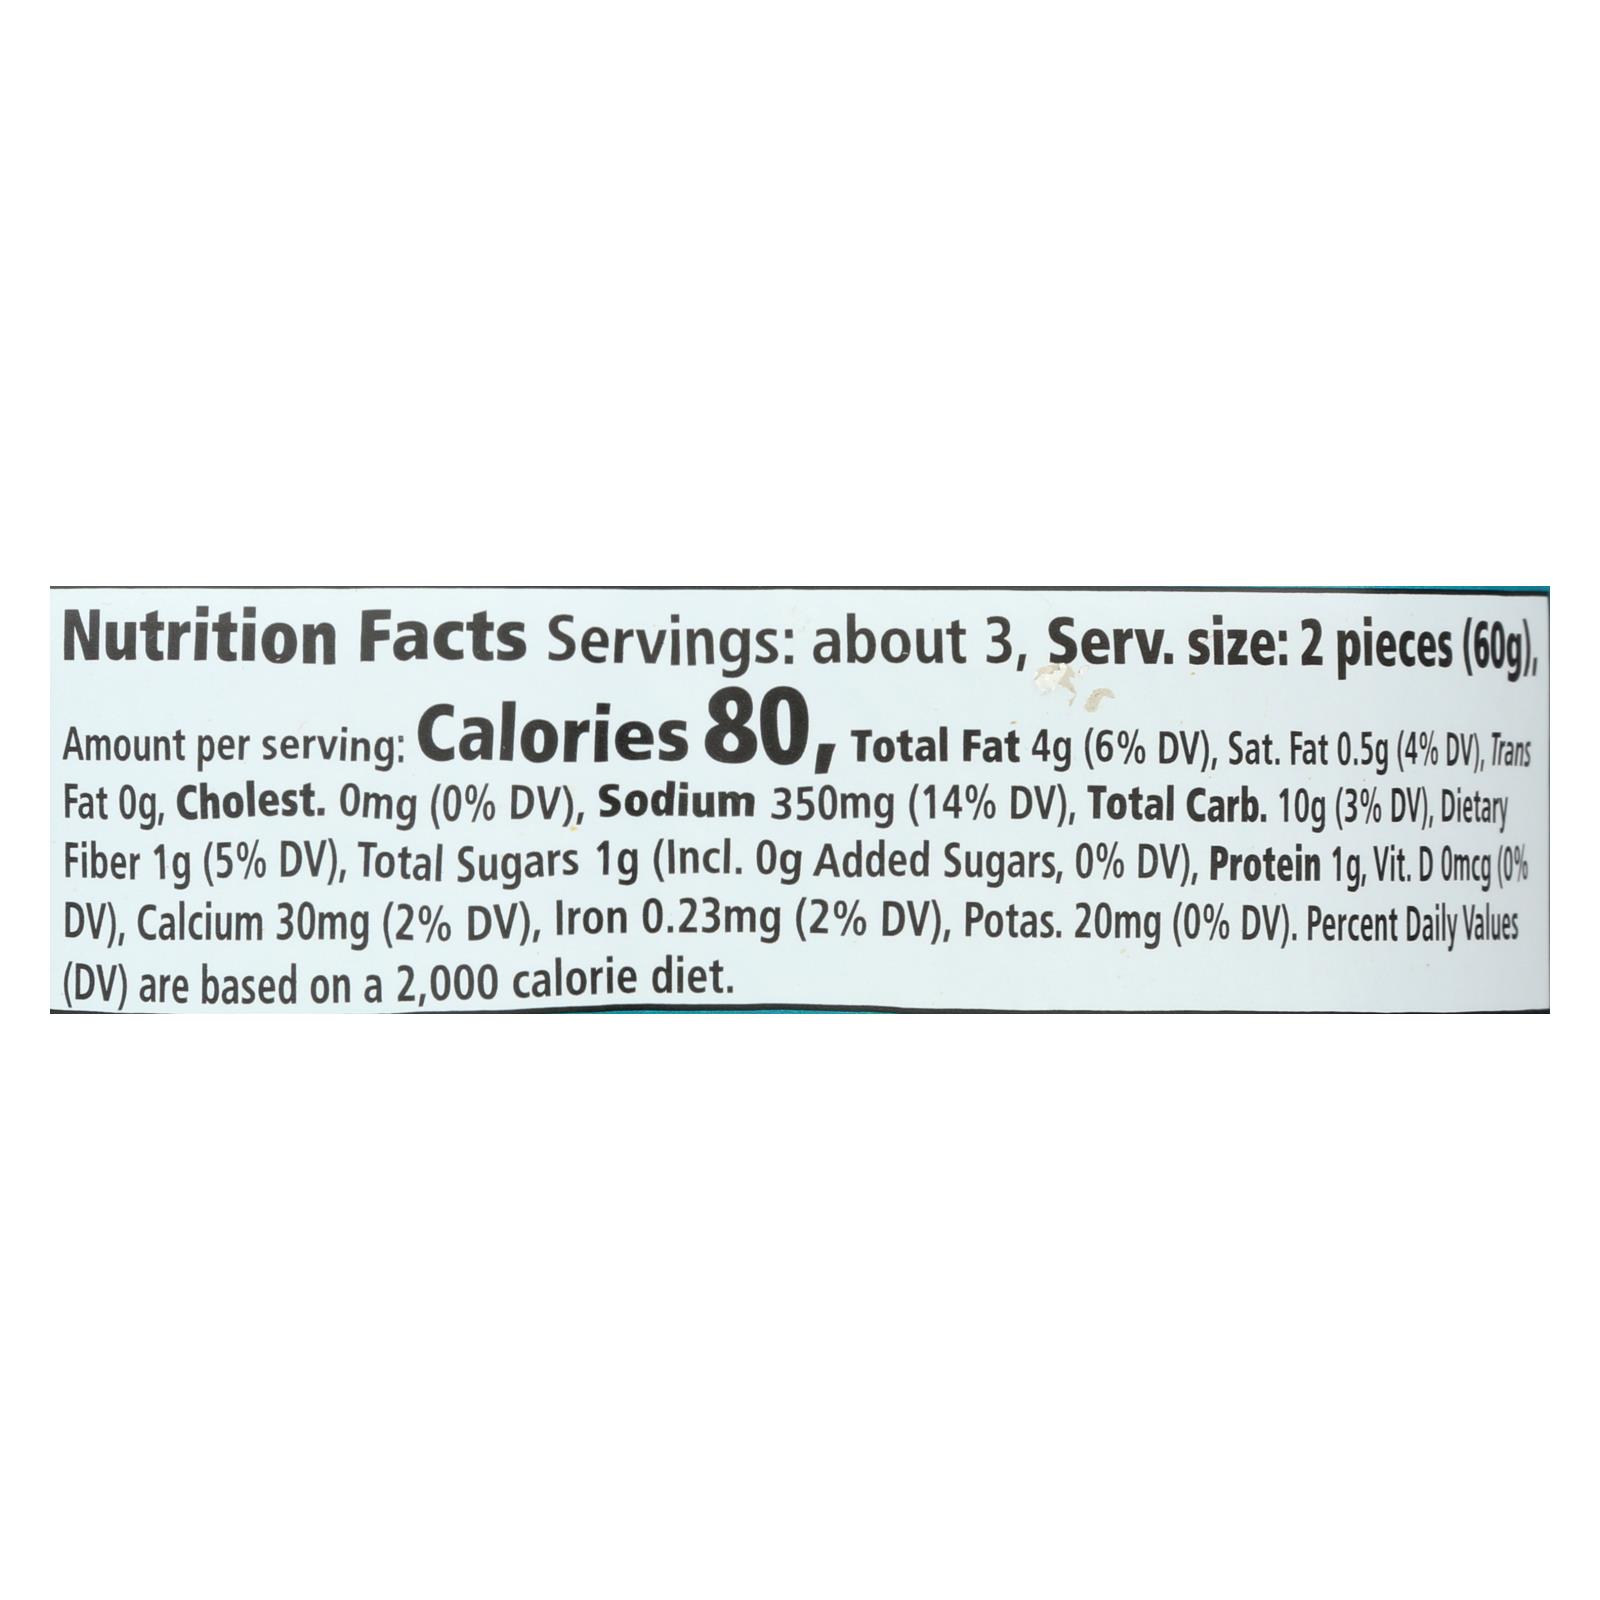 Nutrition Facts Servings: about 3, Serv. size: 2 pieces (60g),
Amount per serving: Calories 80, Total Fat 4g (6% DV), Sat. Fat 0.5g (4% DV), Trans
Fat 0g, Cholest. 0mg (0% DV), Sodium 350mg (14% DV), Total Carb. 10g (3% DV), Dietary
Fiber 1g (5% DV), Total Sugars 1g (Incl. 0g Added Sugars, 0% DV), Protein 1g, Vit. D 0mcg (0%
DV), Calcium 30mg (2% DV), Iron 0.23mg (2% DV), Potas. 20mg (0% DV). Percent Daily Values
(DV) are based on a 2,000 calorie diet.